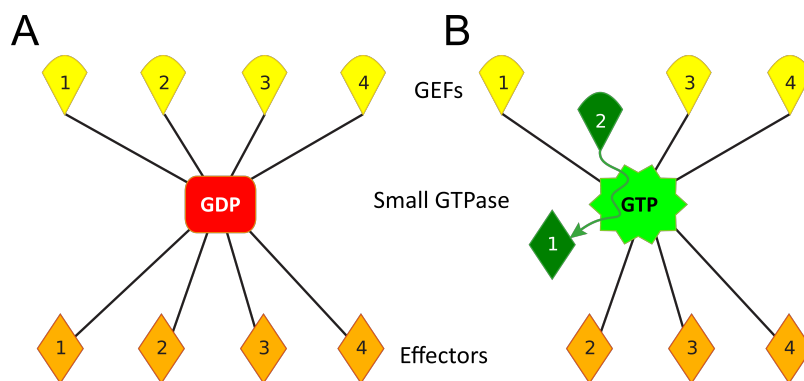 A
B
1 2 3 4
GEFs
1 3 4
2
GDP
Small GTPase
GTP
1
1 2 3 4
Effectors
2 3 4